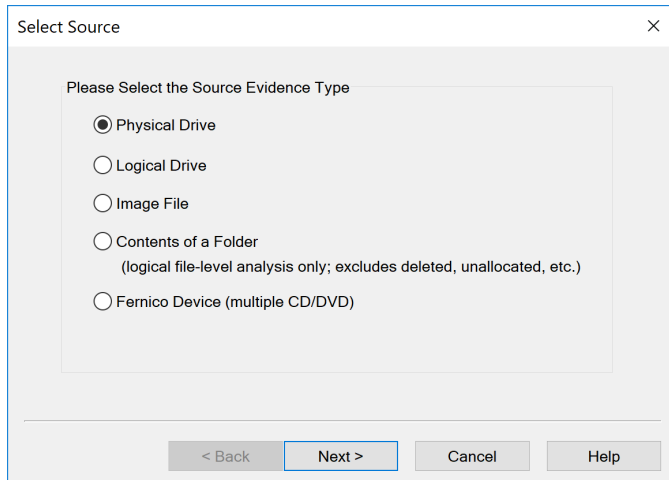 Select Source
Please Select the Source Evidence Type
Physical Drive
Logical Drive
Image File
Contents of a Folder
(logical file-level analysis only; excludes deleted, unallocated, etc.)
Fernico Device (multiple CD/DVD)
< Back Next > Cancel Help